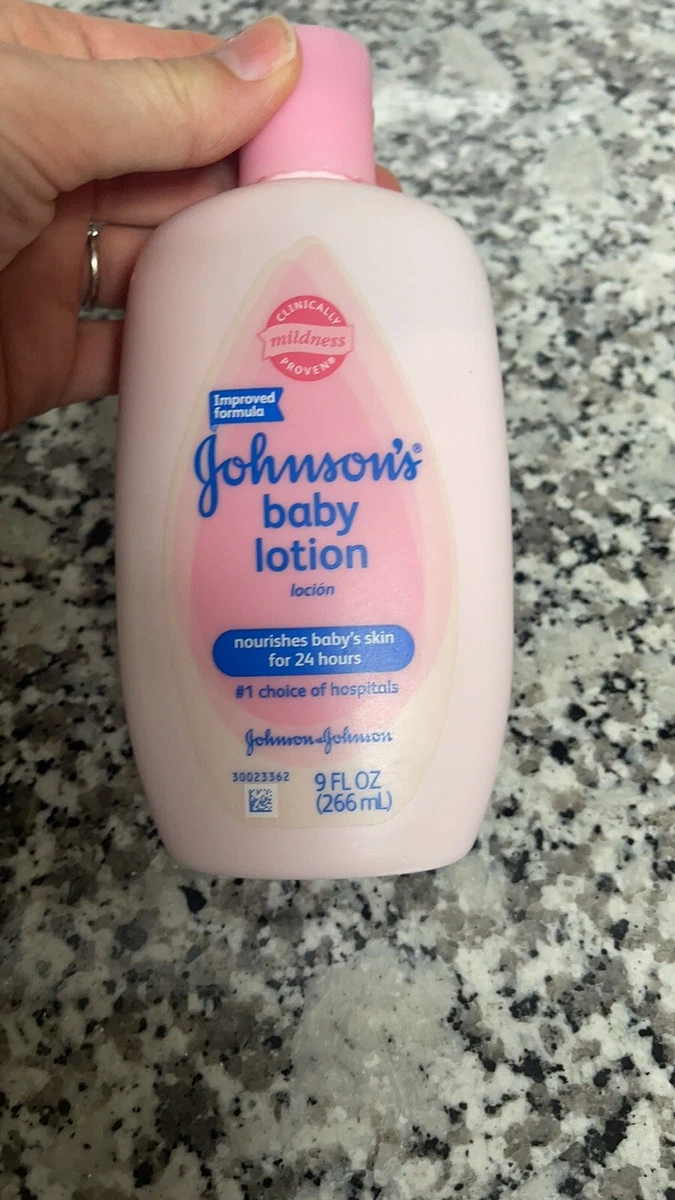 CLINICALLY
mildness
PROVEN®
Improved
formula
Johnson's®
baby
lotion
loción
nourishes baby's skin
for 24 hours
#1 choice of hospitals
Johnson & Johnson
30023362
9 FL OZ
(266 mL)